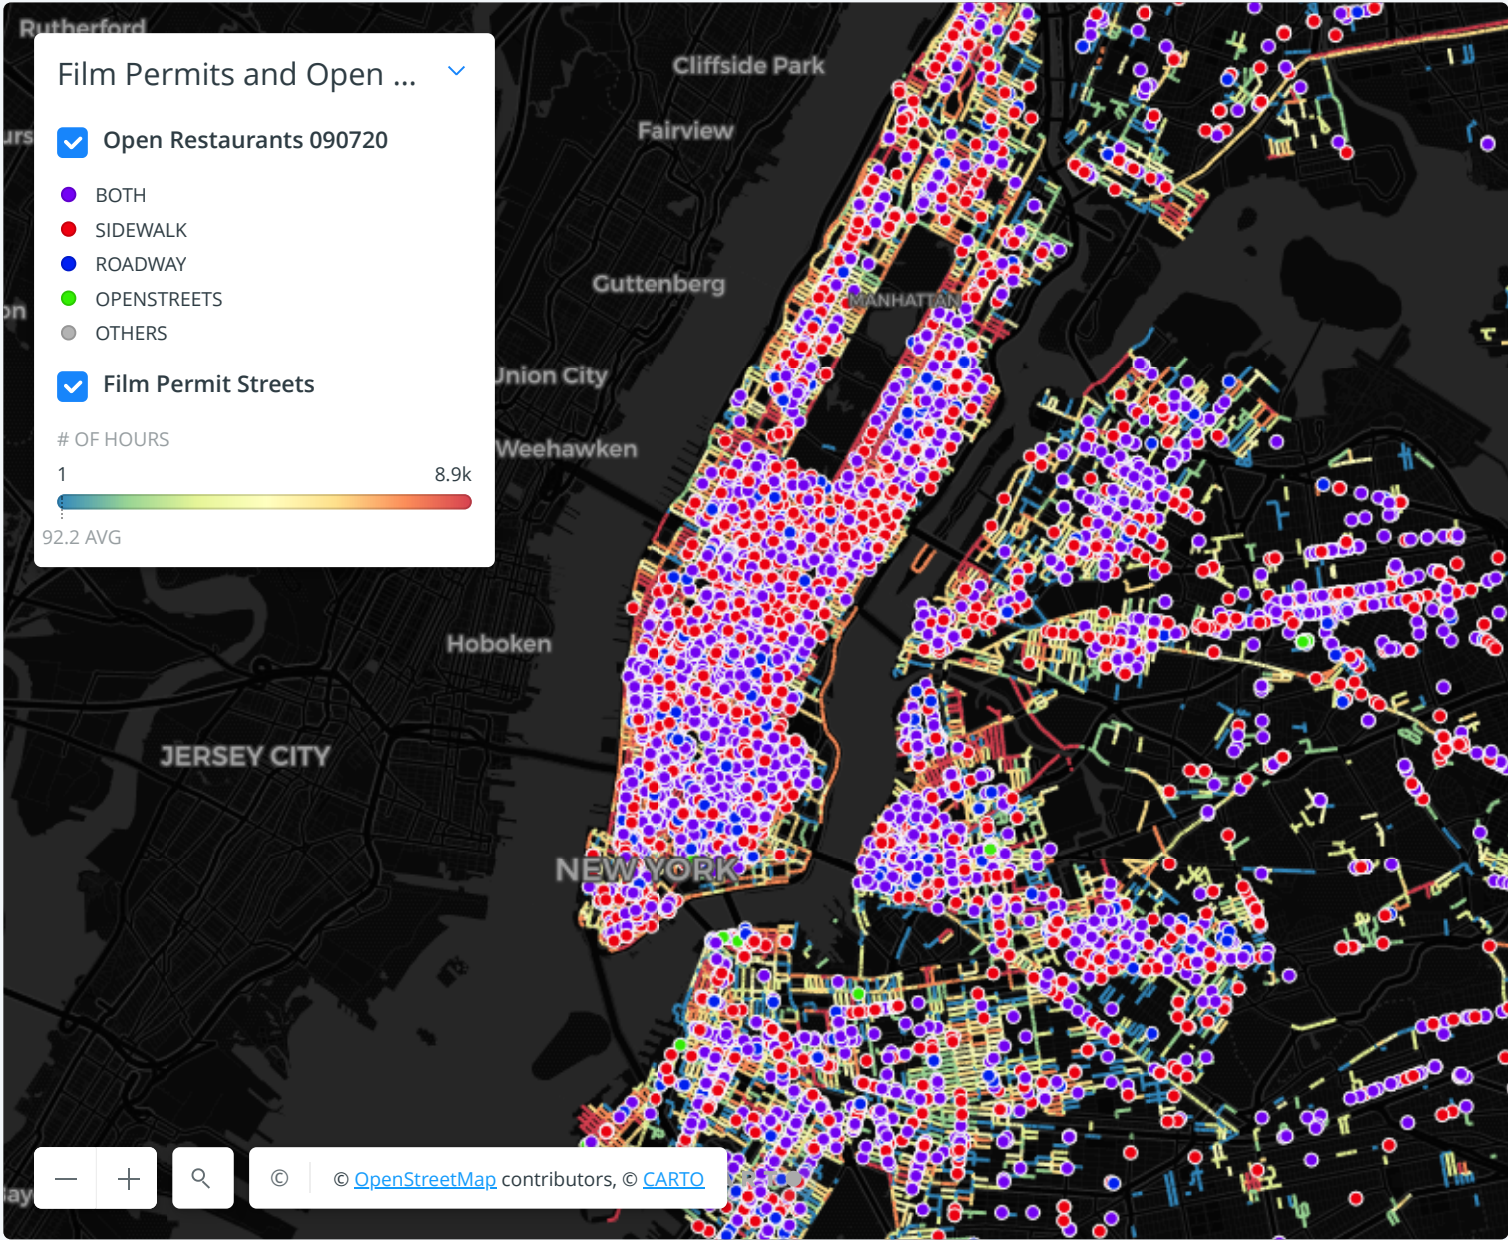 Rutherford
Film Permits and Open ...
Open Restaurants 090720
BOTH
SIDEWALK
ROADWAY
OPENSTREETS
OTHERS
Film Permit Streets
# OF HOURS
1
8.9k
92.2 AVG
Cliffside Park
Fairview
Guttenberg
MANHATTAN
Union City
Weehawken
Hoboken
JERSEY CITY
NEW YORK
© © OpenStreetMap contributors, © CARTO